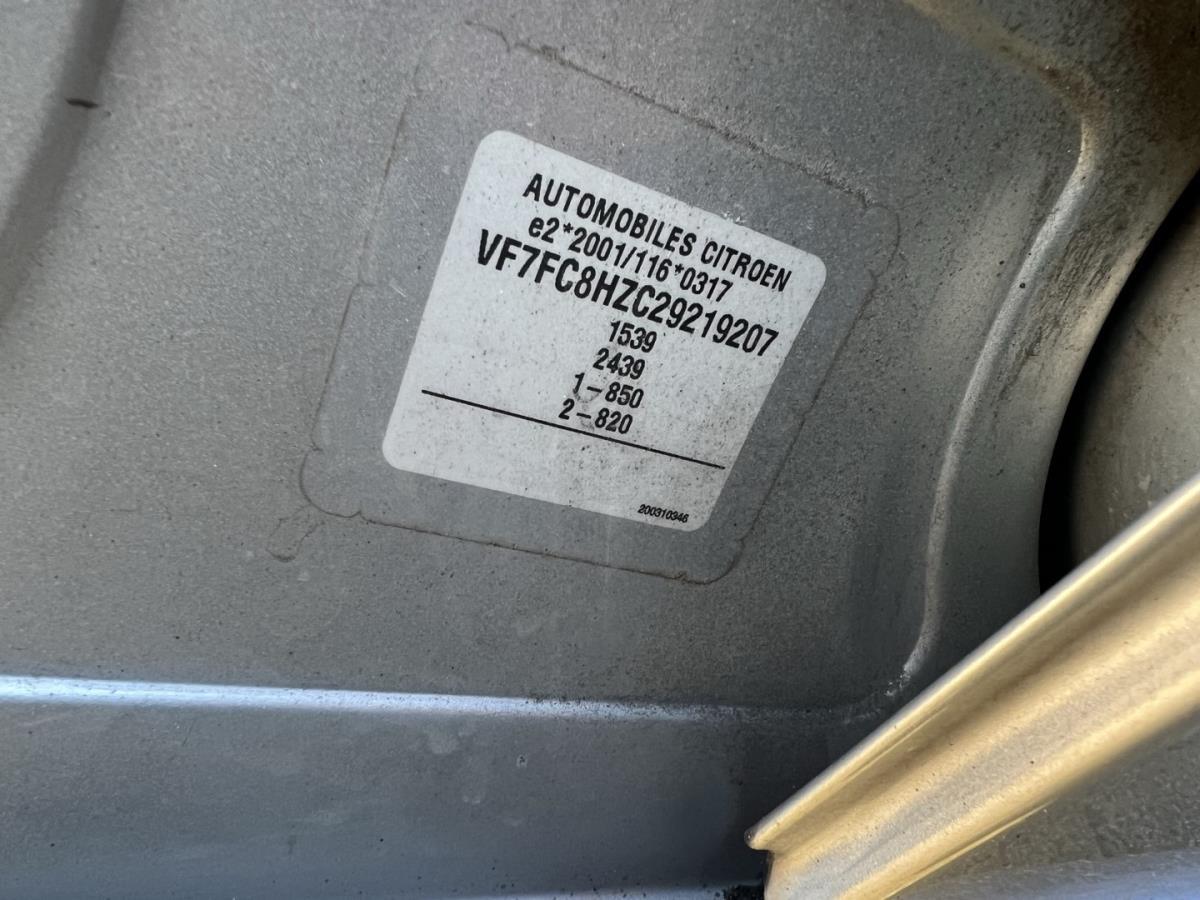 AUTOMOBILES CITROEN
e2*2001/116*0317
VF7FC8HZC29219207
1539
2439
1-850
2-820
200310346